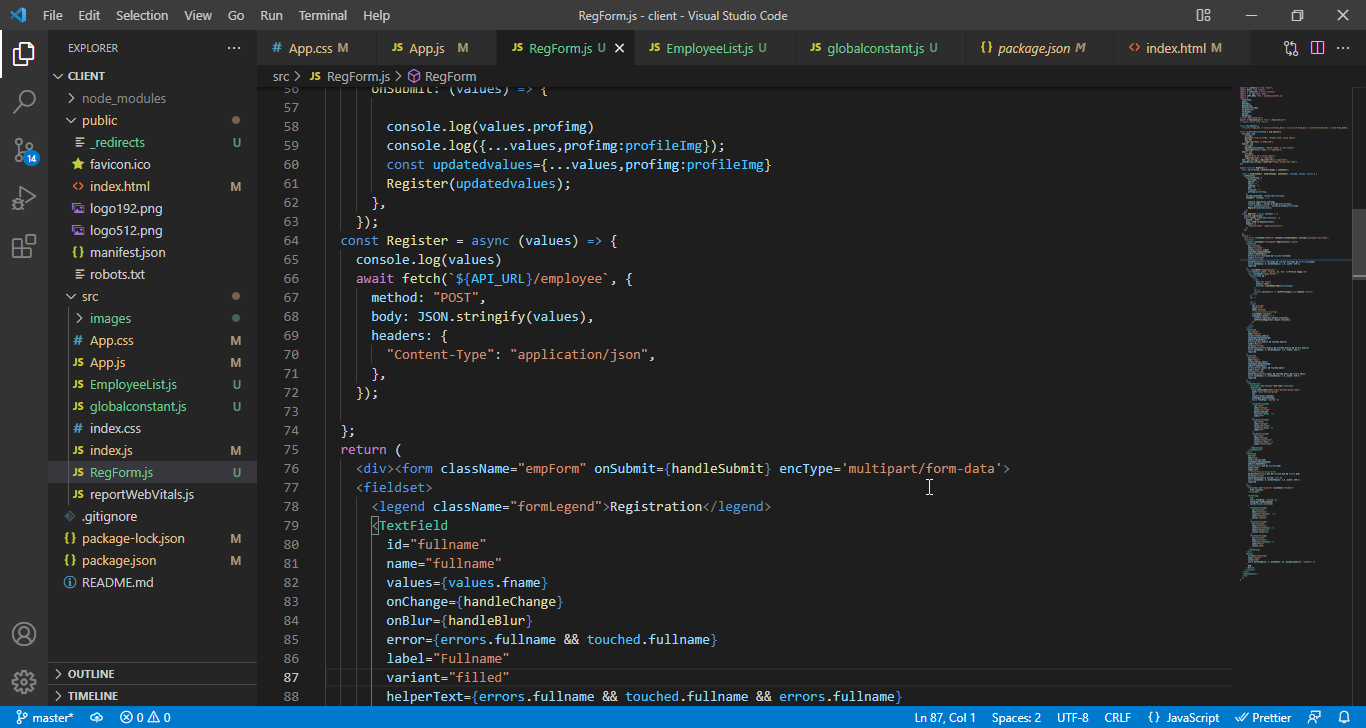 File Edit Selection View Go Run Terminal Help RegForm.js - client - Visual Studio Code
EXPLORER
# App.css M JS App.js M JS RegForm.js U JS EmployeeList.js U JS globalconstant.js U {} package.json M <> index.html M
src > JS RegForm.js > RegForm
CLIENT
node_modules
public
_redirects U
favicon.ico
<> index.html M
logo192.png
logo512.png
{} manifest.json
robots.txt
src
images
# App.css M
JS App.js M
JS EmployeeList.js U
JS globalconstant.js U
# index.css
JS index.js M
JS RegForm.js U
JS reportWebVitals.js
.gitignore
{} package-lock.json M
{} package.json M
README.md
OUTLINE
TIMELINE
14
56 onSubmit: (values) => {
57
58 console.log(values.profimg)
59 console.log({...values,profimg:profileImg});
60 const updatedvalues={...values,profimg:profileImg}
61 Register(updatedvalues);
62 },
63 });
64 const Register = async (values) => {
65 console.log(values)
66 await fetch(`${API_URL}/employee`, {
67 method: "POST",
68 body: JSON.stringify(values),
69 headers: {
70 "Content-Type": "application/json",
71 },
72 });
73
74 };
75 return (
76 <div><form className="empForm" onSubmit={handleSubmit} encType='multipart/form-data'>
77 <fieldset>
78 <legend className="formLegend">Registration</legend>
79 <TextField
80 id="fullname"
81 name="fullname"
82 values={values.fname}
83 onChange={handleChange}
84 onBlur={handleBlur}
85 error={errors.fullname && touched.fullname}
86 label="Fullname"
87 variant="filled"
88 helperText={errors.fullname && touched.fullname && errors.fullname}
master* 0 0 Ln 87, Col 1 Spaces: 2 UTF-8 CRLF {} JavaScript Prettier